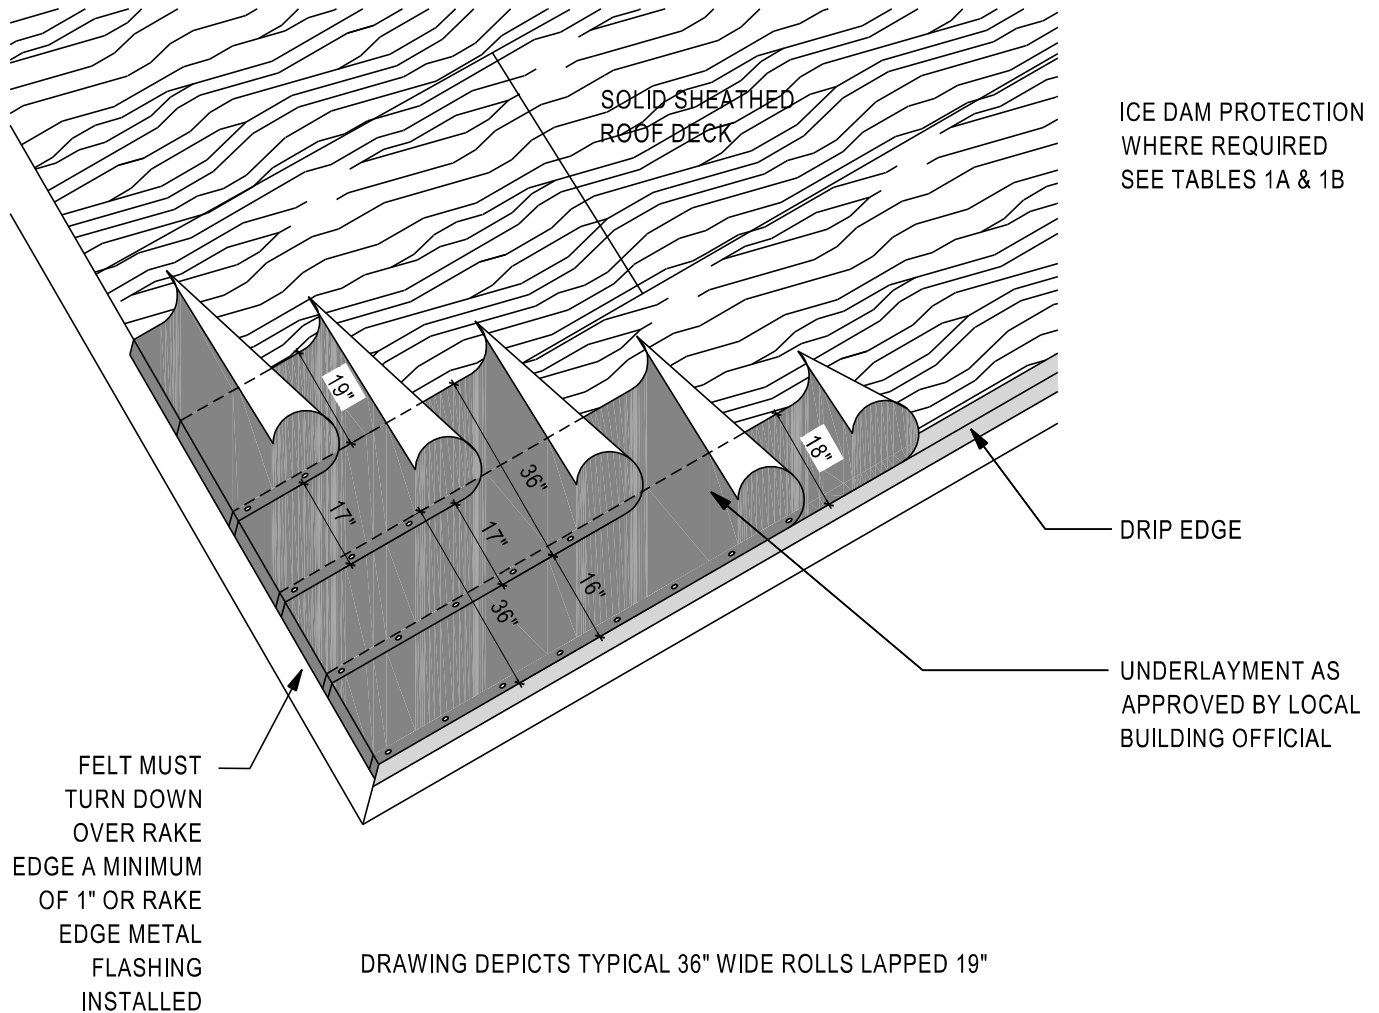 SOLID SHEATHED
ROOF DECK
ICE DAM PROTECTION
WHERE REQUIRED
SEE TABLES 1A & 1B
19"
36"
18"
17"
17"
16"
36"
DRIP EDGE
UNDERLAYMENT AS
APPROVED BY LOCAL
BUILDING OFFICIAL
FELT MUST
TURN DOWN
OVER RAKE
EDGE A MINIMUM
OF 1" OR RAKE
EDGE METAL
FLASHING
INSTALLED
DRAWING DEPICTS TYPICAL 36" WIDE ROLLS LAPPED 19"